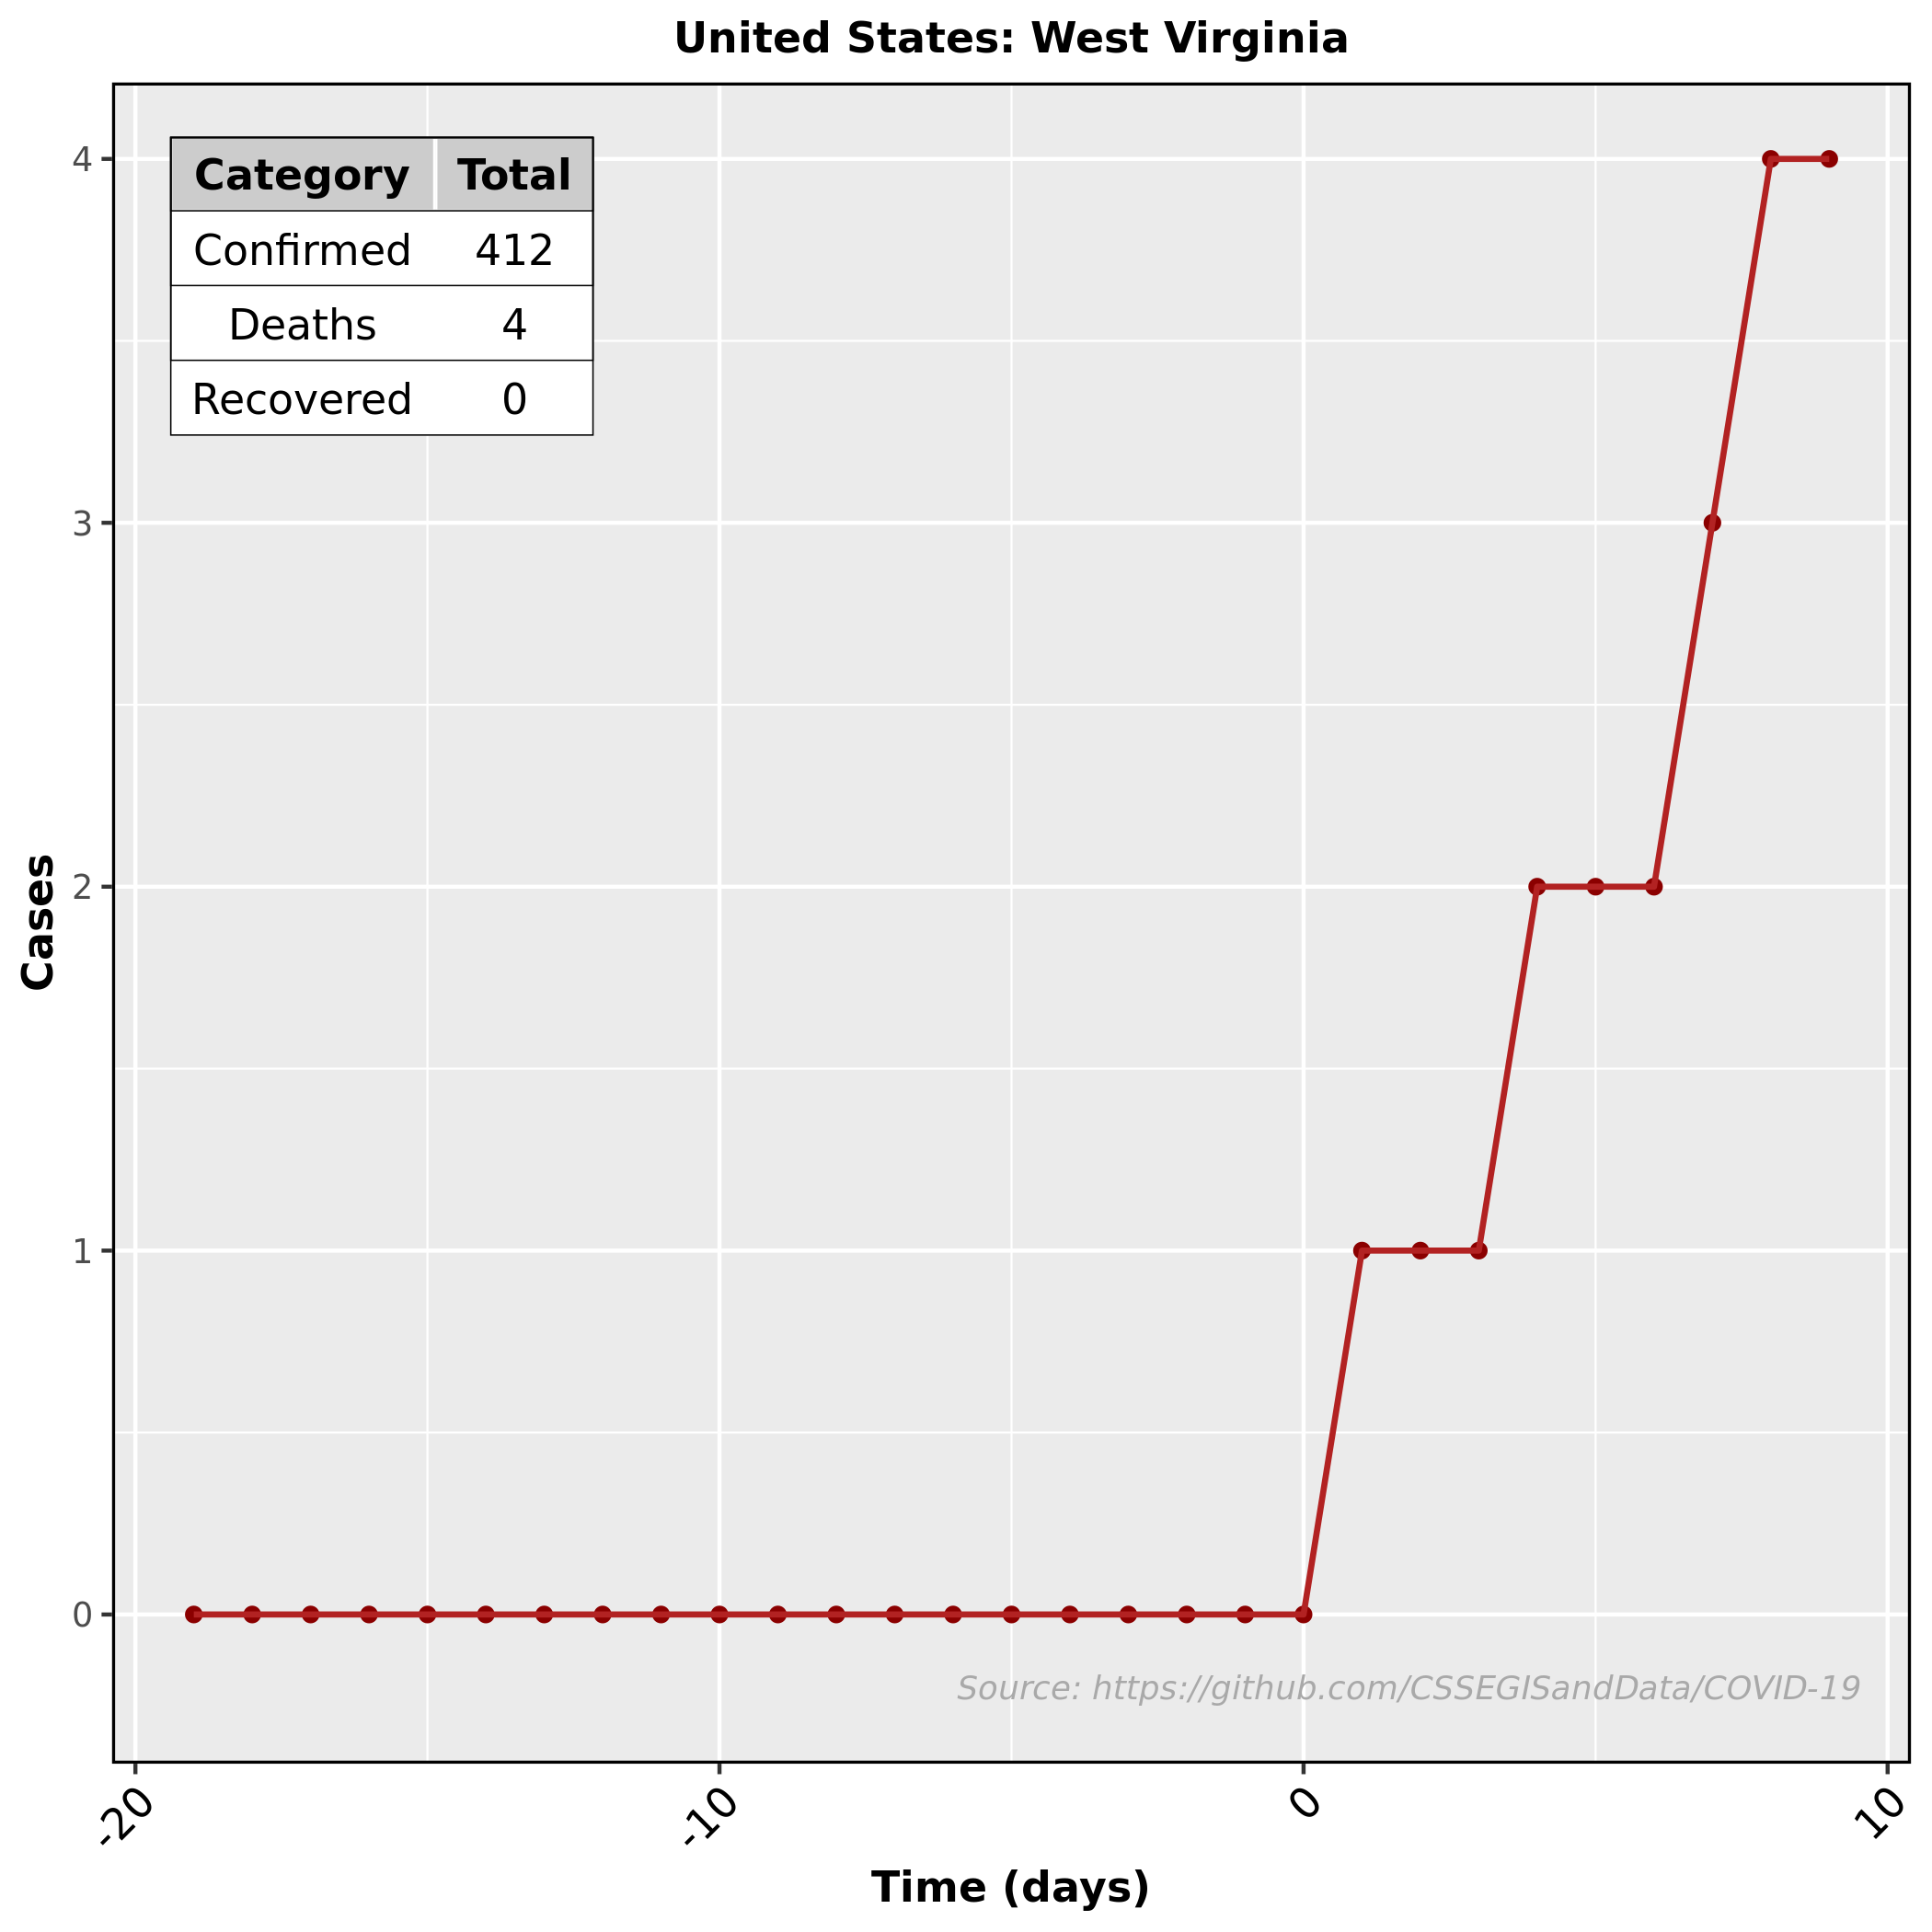 United States: West Virginia
Category Total
Confirmed 412
Deaths 4
Recovered 0
4
3
2
1
0
Cases
Source: https://github.com/CSSEGISandData/COVID-19
-20 -10 0 10
Time (days)